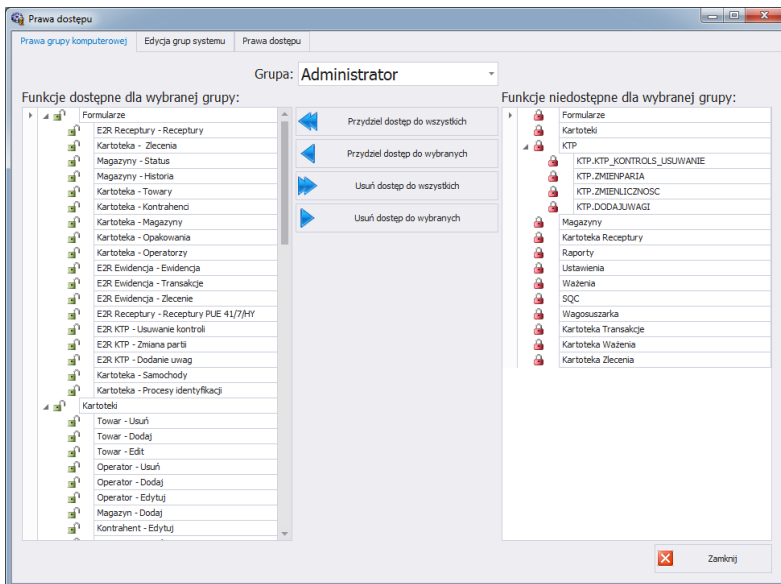 Prawa dostępu
Prawa grupy komputerowej
Edycja grup systemu
Prawa dostępu
Grupa: Administrator
Funkcje dostępne dla wybranej grupy:
Formularze
E2R Receptury - Receptury
Kartoteka - Zlecenia
Magazyny - Status
Magazyny - Historia
Kartoteka - Towary
Kartoteka - Kontrahenci
Kartoteka - Magazyny
Kartoteka - Opakowania
Kartoteka - Operatorzy
E2R Ewidencja - Ewidencja
E2R Ewidencja - Transakcje
E2R Ewidencja - Zlecenie
E2R Receptury - Receptury PUE 41/7/HY
E2R KTP - Usuwanie kontroli
E2R KTP - Zmiana partii
E2R KTP - Dodanie uwag
Kartoteka - Samochody
Kartoteka - Procesy identyfikacji
Kartoteki
Towar - Usuń
Towar - Dodaj
Towar - Edit
Operator - Usuń
Operator - Dodaj
Operator - Edytuj
Magazyn - Dodaj
Kontrahent - Edytuj
Przydziel dostęp do wszystkich
Przydziel dostęp do wybranych
Usuń dostęp do wszystkich
Usuń dostęp do wybranych
Funkcje niedostępne dla wybranej grupy:
Formularze
Kartoteki
KTP
KTP.KTP_KONTROLS_USUWANIE
KTP.ZMIENPARIA
KTP.ZMIENLICZNOSC
KTP.DODAJUWAGI
Magazyny
Kartoteka Receptury
Raporty
Ustawienia
Ważenia
SQC
Wagosuszarka
Kartoteka Transakcje
Kartoteka Ważenia
Kartoteka Zlecenia
Zamknij